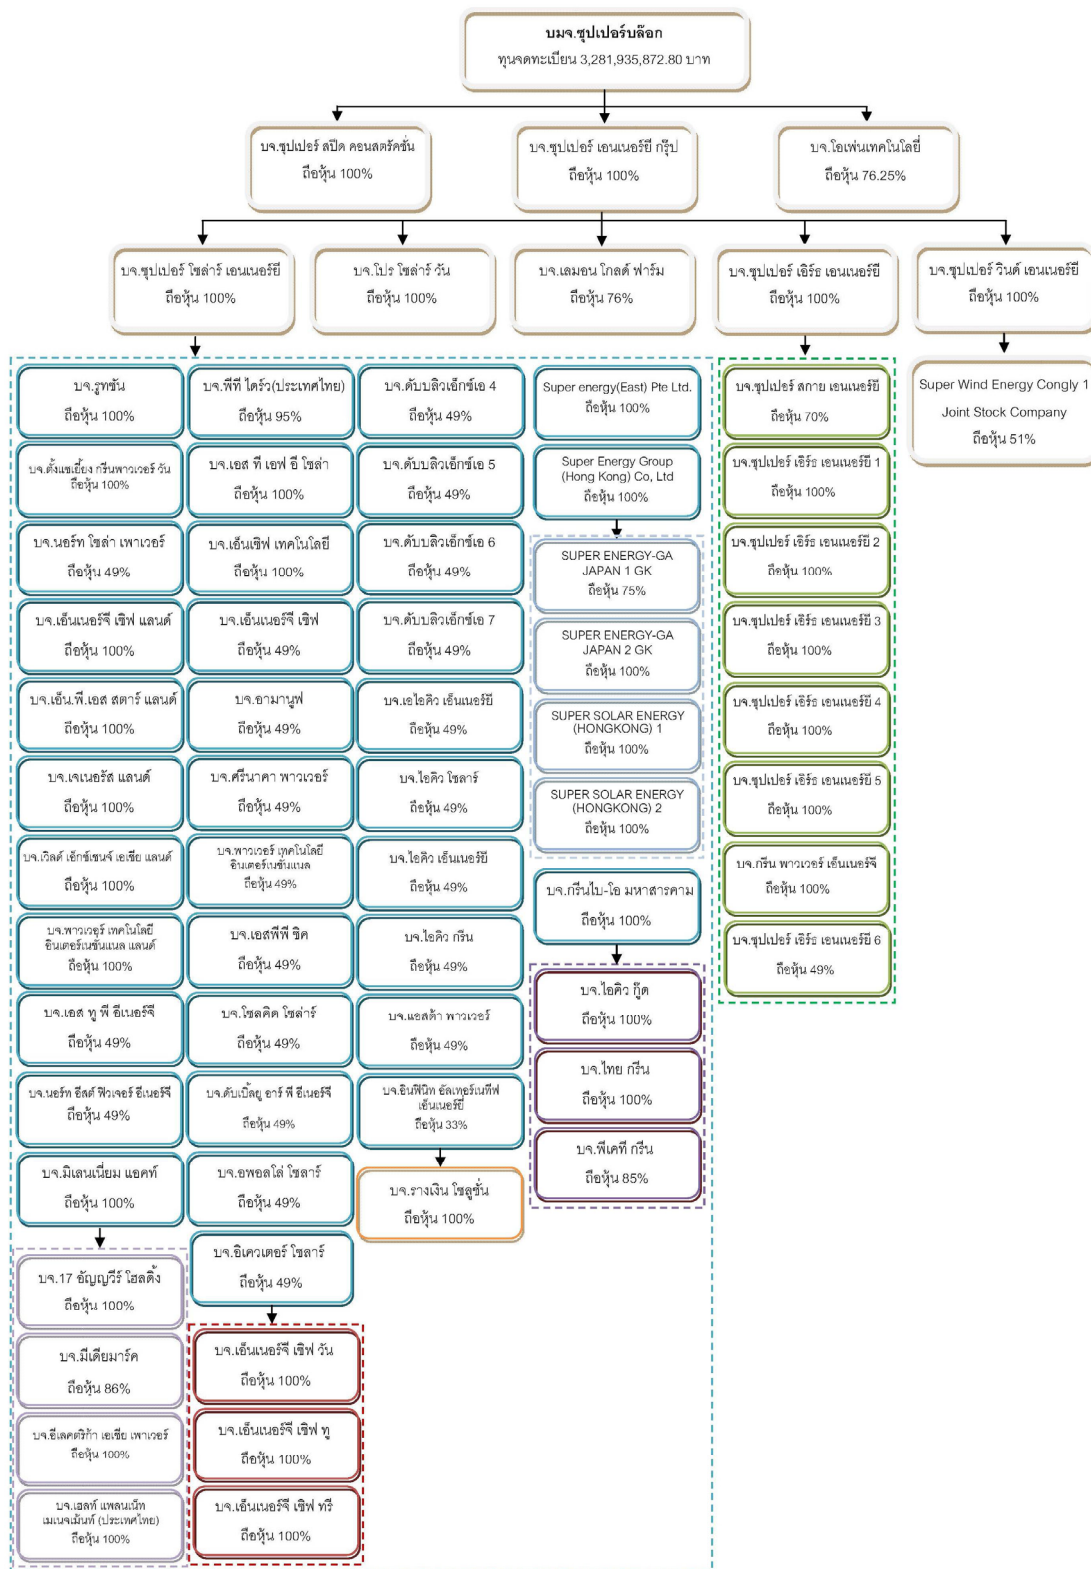 บมจ.ซุปเปอร์บล๊อก
ทุนจดทะเบียน 3,281,935,872.80 บาท
บจ.ซุปเปอร์ สปีด คอนสตรัคชั่น
ถือหุ้น 100%
บจ.ซุปเปอร์ เอนเนอร์ยี กรุ๊ป
ถือหุ้น 100%
บจ.โอเพ่นเทคโนโลยี่
ถือหุ้น 76.25%
บจ.ซุปเปอร์ โซล่าร์ เอนเนอร์ยี
ถือหุ้น 100%
บจ.โปร โซล่าร์ วัน
ถือหุ้น 100%
บจ.เลมอน โกลด์ ฟาร์ม
ถือหุ้น 76%
บจ.ซุปเปอร์ เอิร์ธ เอนเนอร์ยี
ถือหุ้น 100%
บจ.ซุปเปอร์ วินด์ เอนเนอร์ยี
ถือหุ้น 100%
บจ.รูทซัน
ถือหุ้น 100%
บจ.ตั้งแซเยี้ยง กรีนพาวเวอร์ วัน
ถือหุ้น 100%
บจ.นอร์ท โซล่า เพาเวอร์
ถือหุ้น 49%
บจ.เอ็นเนอร์จี เซิฟ แลนด์
ถือหุ้น 100%
บจ.เอ็น.พี.เอส สตาร์ แลนด์
ถือหุ้น 100%
บจ.เจเนอรัส แลนด์
ถือหุ้น 100%
บจ.เวิลด์ เอ็กซ์เชนจ์ เอเชีย แลนด์
ถือหุ้น 100%
บจ.พาวเวอร์ เทคโนโลยี
อินเตอร์เนชั่นแนล แลนด์
ถือหุ้น 100%
บจ.เอส ทู พี อีเนอร์จี
ถือหุ้น 49%
บจ.นอร์ท อีสต์ ฟิวเจอร์ อีเนอร์จี
ถือหุ้น 49%
บจ.มิเลนเนี่ยม แอคท์
ถือหุ้น 100%
บจ.17 อัญญวีร์ โฮลดิ้ง
ถือหุ้น 100%
บจ.มีเดียมาร์ค
ถือหุ้น 86%
บจ.อีเลคตริก้า เอเชีย เพาเวอร์
ถือหุ้น 100%
บจ.เฮลท์ แพลนเน็ท
เมเนจเม้นท์ (ประเทศไทย)
ถือหุ้น 100%
บจ.พีที ไดร์ว(ประเทศไทย)
ถือหุ้น 95%
บจ.เอส ที เอฟ อี โซล่า
ถือหุ้น 100%
บจ.เอ็นเซิฟ เทคโนโลยี
ถือหุ้น 100%
บจ.เอ็นเนอร์จี เซิฟ
ถือหุ้น 49%
บจ.อามานูฟ
ถือหุ้น 49%
บจ.ศรีนาคา พาวเวอร์
ถือหุ้น 49%
บจ.พาวเวอร์ เทคโนโลยี
อินเตอร์เนชั่นแนล
ถือหุ้น 49%
บจ.เอสพีพี ซิค
ถือหุ้น 49%
บจ.โซลคิด โซล่าร์
ถือหุ้น 49%
บจ.ดับเบิ้ลยู อาร์ พี อีเนอร์จี
ถือหุ้น 49%
บจ.อพอลโล่ โซลาร์
ถือหุ้น 49%
บจ.อิเควเตอร์ โซลาร์
ถือหุ้น 49%
บจ.เอ็นเนอร์จี เซิฟ วัน
ถือหุ้น 100%
บจ.เอ็นเนอร์จี เซิฟ ทู
ถือหุ้น 100%
บจ.เอ็นเนอร์จี เซิฟ ทรี
ถือหุ้น 100%
บจ.ดับบลิวเอ็กซ์เอ 4
ถือหุ้น 49%
บจ.ดับบลิวเอ็กซ์เอ 5
ถือหุ้น 49%
บจ.ดับบลิวเอ็กซ์เอ 6
ถือหุ้น 49%
บจ.ดับบลิวเอ็กซ์เอ 7
ถือหุ้น 49%
บจ.เอไอคิว เอ็นเนอร์ยี
ถือหุ้น 49%
บจ.ไอคิว โซลาร์
ถือหุ้น 49%
บจ.ไอคิว เอ็นเนอร์ยี
ถือหุ้น 49%
บจ.ไอคิว กรีน
ถือหุ้น 49%
บจ.แอสต้า พาวเวอร์
ถือหุ้น 49%
บจ.อินฟินิท อัลเทอร์เนทีฟ
เอ็นเนอร์ยี่
ถือหุ้น 33%
บจ.รางเงิน โซลูชั่น
ถือหุ้น 100%
Super energy(East) Pte Ltd.
ถือหุ้น 100%
Super Energy Group
(Hong Kong) Co, Ltd
ถือหุ้น 100%
SUPER ENERGY-GA
JAPAN 1 GK
ถือหุ้น 75%
SUPER ENERGY-GA
JAPAN 2 GK
ถือหุ้น 100%
SUPER SOLAR ENERGY
(HONGKONG) 1
ถือหุ้น 100%
SUPER SOLAR ENERGY
(HONGKONG) 2
ถือหุ้น 100%
บจ.กรีนไบ-โอ มหาสารคาม
ถือหุ้น 100%
บจ.ไอคิว กู๊ด
ถือหุ้น 100%
บจ.ไทย กรีน
ถือหุ้น 100%
บจ.พีเคที กรีน
ถือหุ้น 85%
บจ.ซุปเปอร์ สกาย เอนเนอร์ยี
ถือหุ้น 70%
บจ.ซุปเปอร์ เอิร์ธ เอนเนอร์ยี 1
ถือหุ้น 100%
บจ.ซุปเปอร์ เอิร์ธ เอนเนอร์ยี 2
ถือหุ้น 100%
บจ.ซุปเปอร์ เอิร์ธ เอนเนอร์ยี 3
ถือหุ้น 100%
บจ.ซุปเปอร์ เอิร์ธ เอนเนอร์ยี 4
ถือหุ้น 100%
บจ.ซุปเปอร์ เอิร์ธ เอนเนอร์ยี 5
ถือหุ้น 100%
บจ.กรีน พาวเวอร์ เอ็นเนอร์จี
ถือหุ้น 100%
บจ.ซุปเปอร์ เอิร์ธ เอนเนอร์ยี 6
ถือหุ้น 49%
Super Wind Energy Congly 1
Joint Stock Company
ถือหุ้น 51%